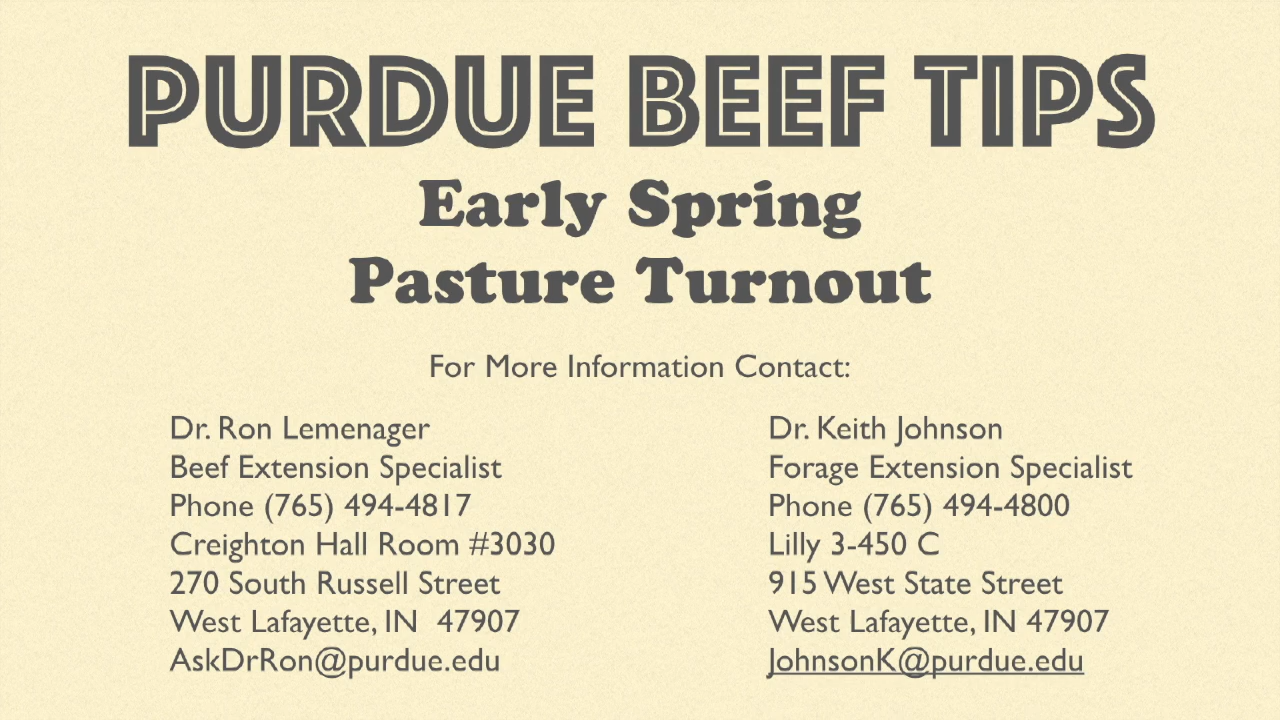 PURDUE BEEF TIPS
Early Spring
Pasture Turnout
For More Information Contact:
Dr. Ron Lemenager
Beef Extension Specialist
Phone (765) 494-4817
Creighton Hall Room #3030
270 South Russell Street
West Lafayette, IN  47907
AskDrRon@purdue.edu
Dr. Keith Johnson
Forage Extension Specialist
Phone (765) 494-4800
Lilly 3-450 C
915 West State Street
West Lafayette, IN 47907
JohnsonK@purdue.edu